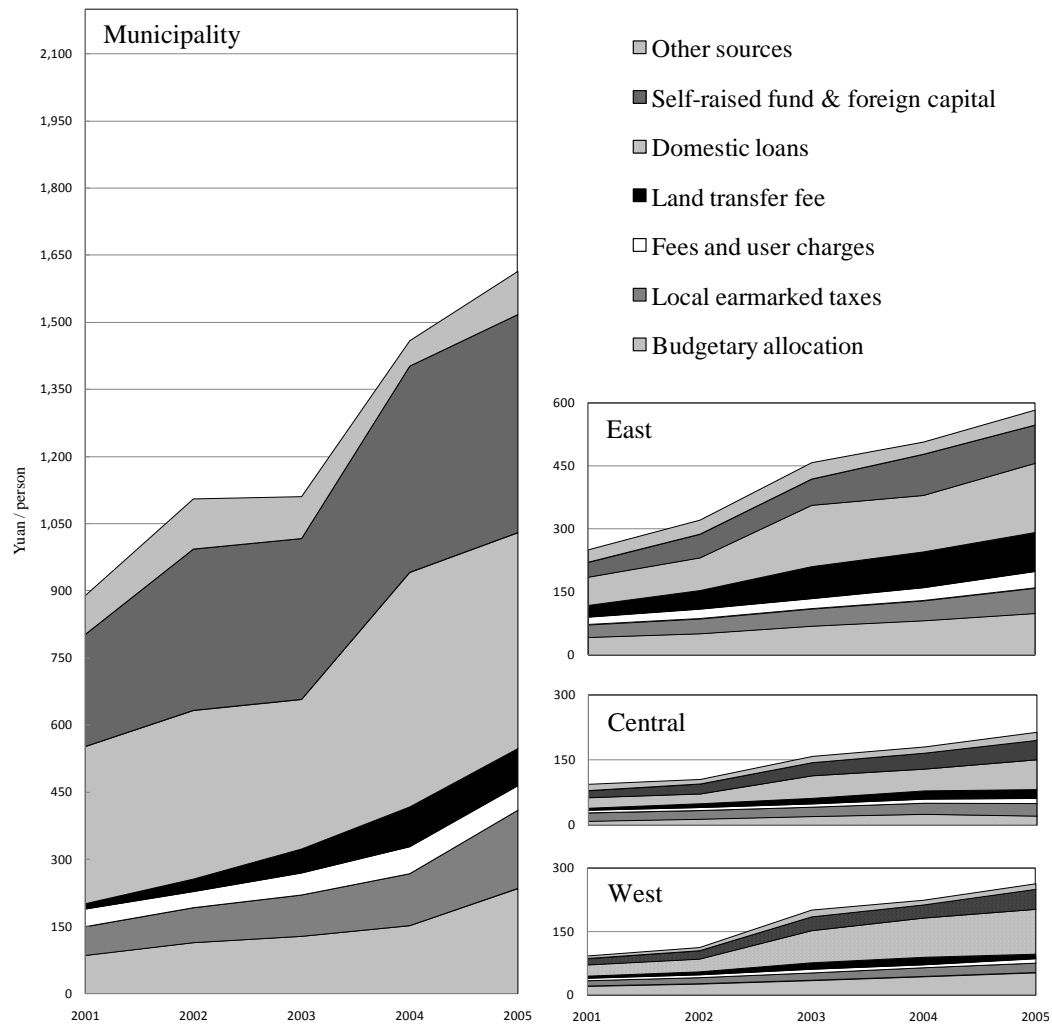 Municipality
2,100
1,950
1,800
1,650
1,500
1,350
1,200
1,050
900
750
600
450
300
150
0
Yuan / person
2001 2002 2003 2004 2005
Other sources
Self-raised fund & foreign capital
Domestic loans
Land transfer fee
Fees and user charges
Local earmarked taxes
Budgetary allocation
East
600
450
300
150
0
Central
300
150
0
West
300
150
0
2001 2002 2003 2004 2005